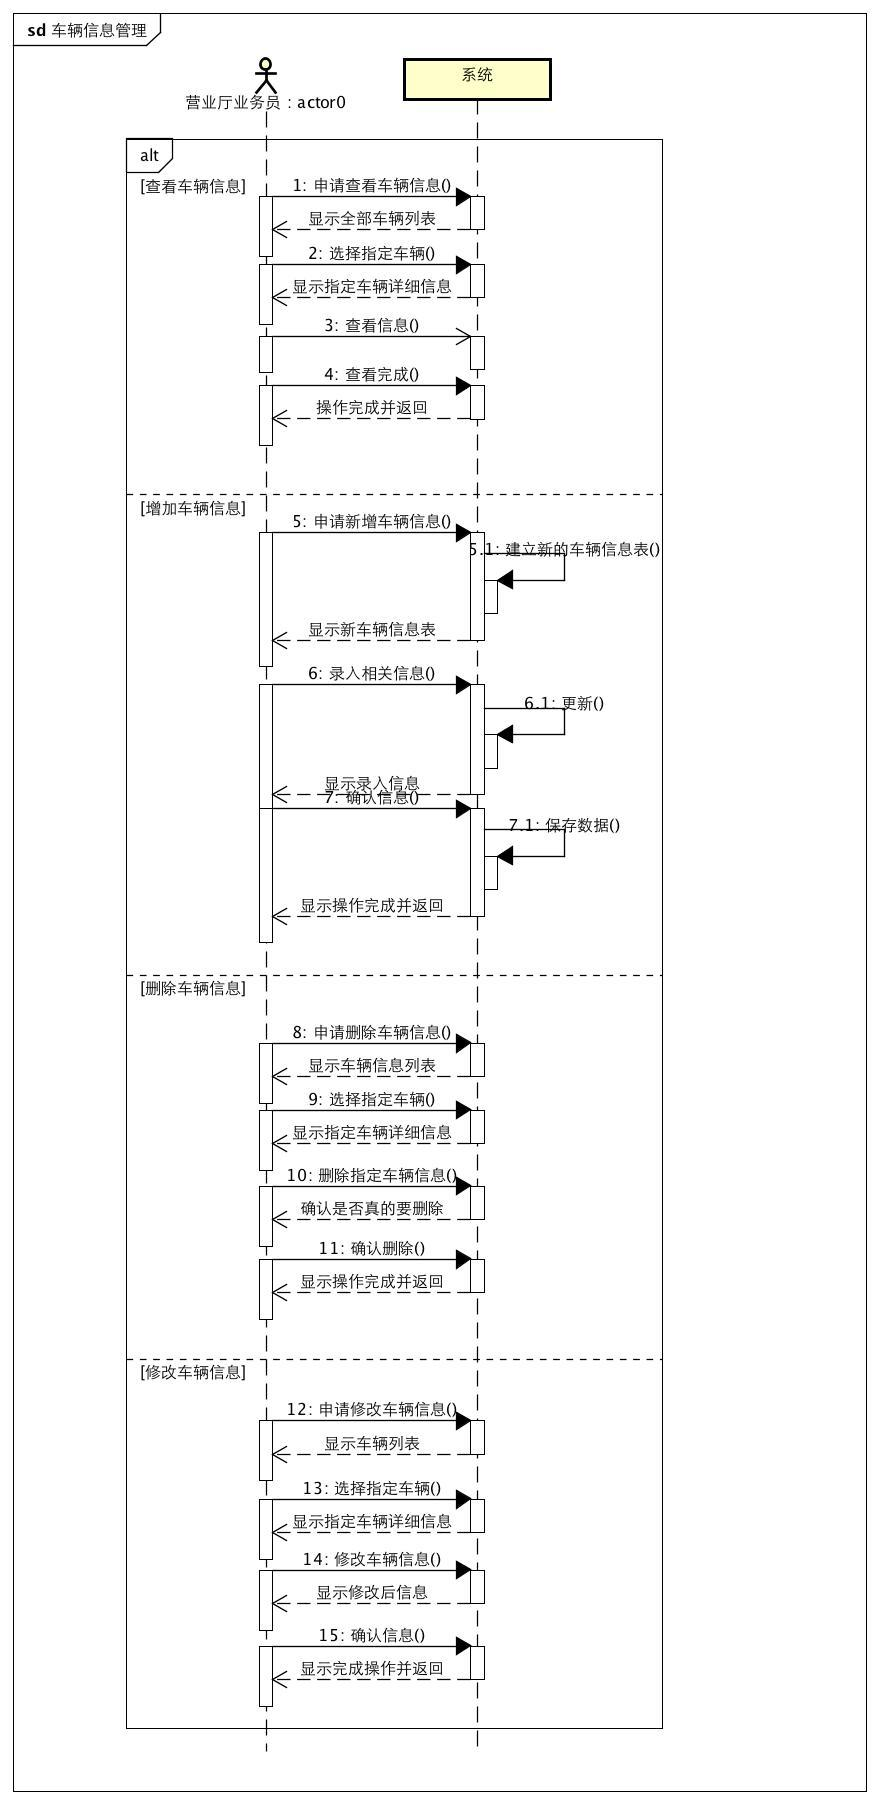 sd 车辆信息管理
系统
营业厅业务员 : actor0
alt
[查看车辆信息]
1: 申请查看车辆信息()
显示全部车辆列表
2: 选择指定车辆()
显示指定车辆详细信息
3: 查看信息()
4: 查看完成()
操作完成并返回
[增加车辆信息]
5: 申请新增车辆信息()
5.1: 建立新的车辆信息表()
显示新车辆信息表
6: 录入相关信息()
6.1: 更新()
显示录入信息
7: 确认信息()
7.1: 保存数据()
显示操作完成并返回
[删除车辆信息]
8: 申请删除车辆信息()
显示车辆信息列表
9: 选择指定车辆()
显示指定车辆详细信息
10: 删除指定车辆信息()
确认是否真的要删除
11: 确认删除()
显示操作完成并返回
[修改车辆信息]
12: 申请修改车辆信息()
显示车辆列表
13: 选择指定车辆()
显示指定车辆详细信息
14: 修改车辆信息()
显示修改后信息
15: 确认信息()
显示完成操作并返回